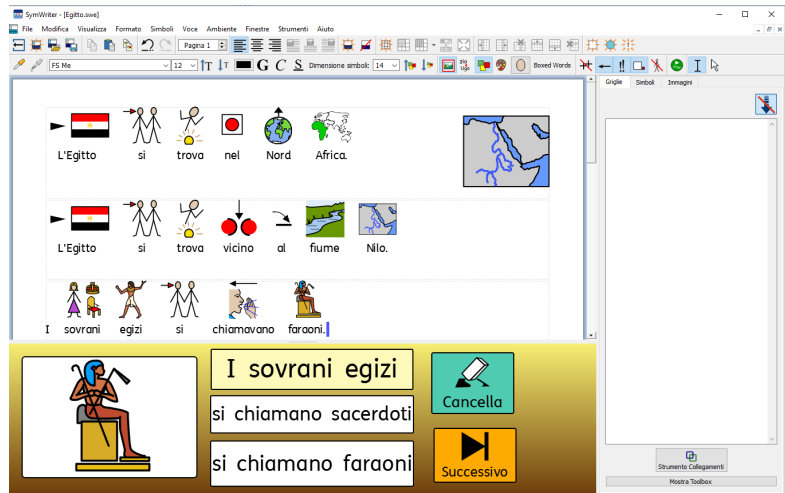 SymWriter - [Egitto.swe]
File Modifica Visualizza Formato Simboli Voce Ambiente Finestre Strumenti Aiuto
Pagina 1
FS Me 12 G C S Dimensione simboli: 14 zio Ugo Boxed Words
Griglie Simboli Immagini
L'Egitto si trova nel Nord Africa.
L'Egitto si trova vicino al fiume Nilo.
I sovrani egizi si chiamavano faraoni.
I sovrani egizi
si chiamano sacerdoti
si chiamano faraoni
Cancella
Successivo
Strumento Collegamenti
Mostra Toolbox